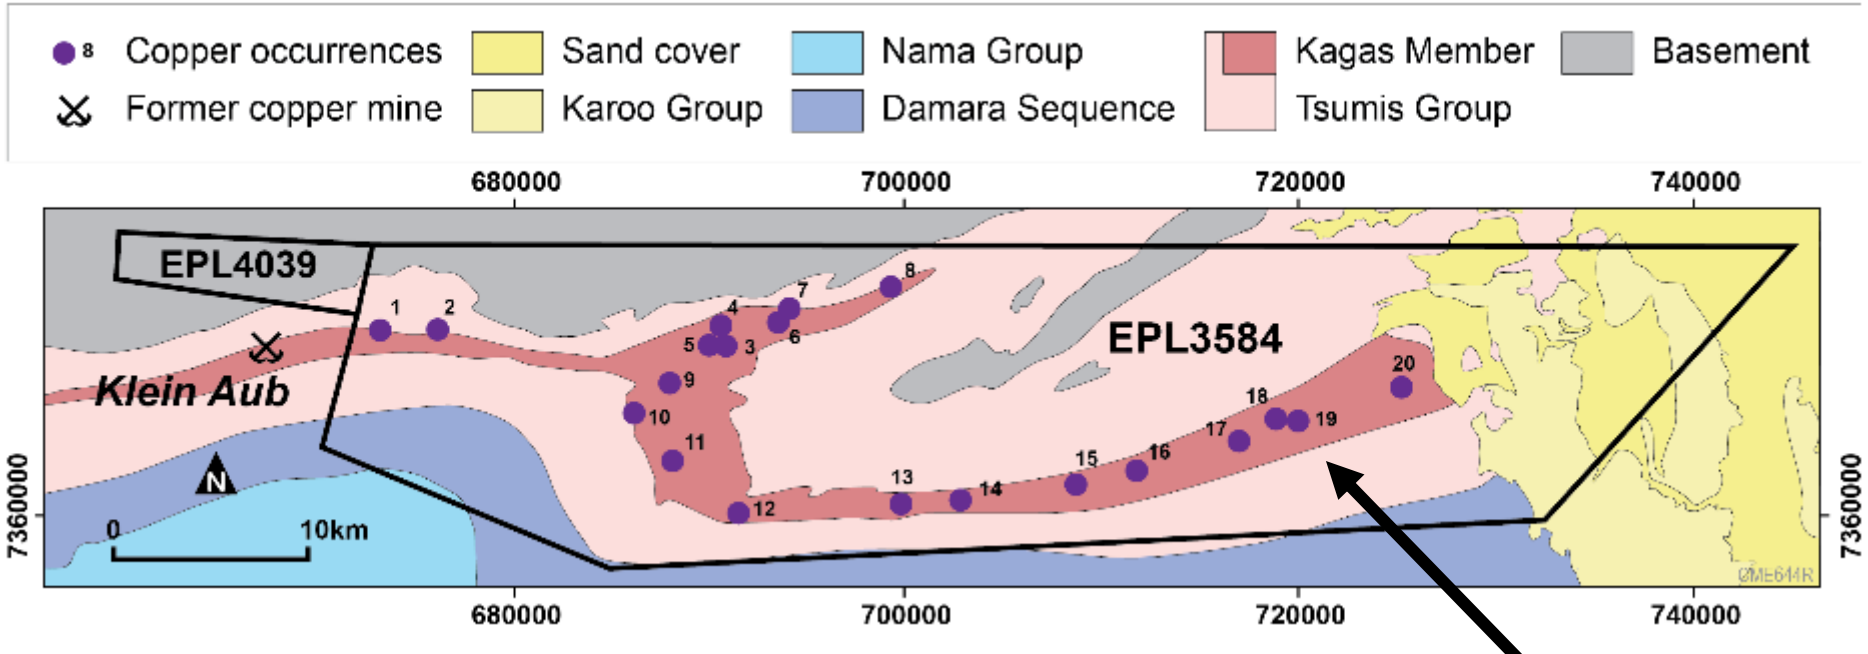 8 Copper occurrences Sand cover Nama Group Kagas Member Basement
Former copper mine Karoo Group Damara Sequence Tsumis Group
680000 700000 720000 740000
EPL4039
8
1 2 7
4
6
5 3
EPL3584
Klein Aub
20
9
10
18 19
17
11
16
15
13 14
12
N
7360000 7360000
0 10km
680000 700000 720000 740000